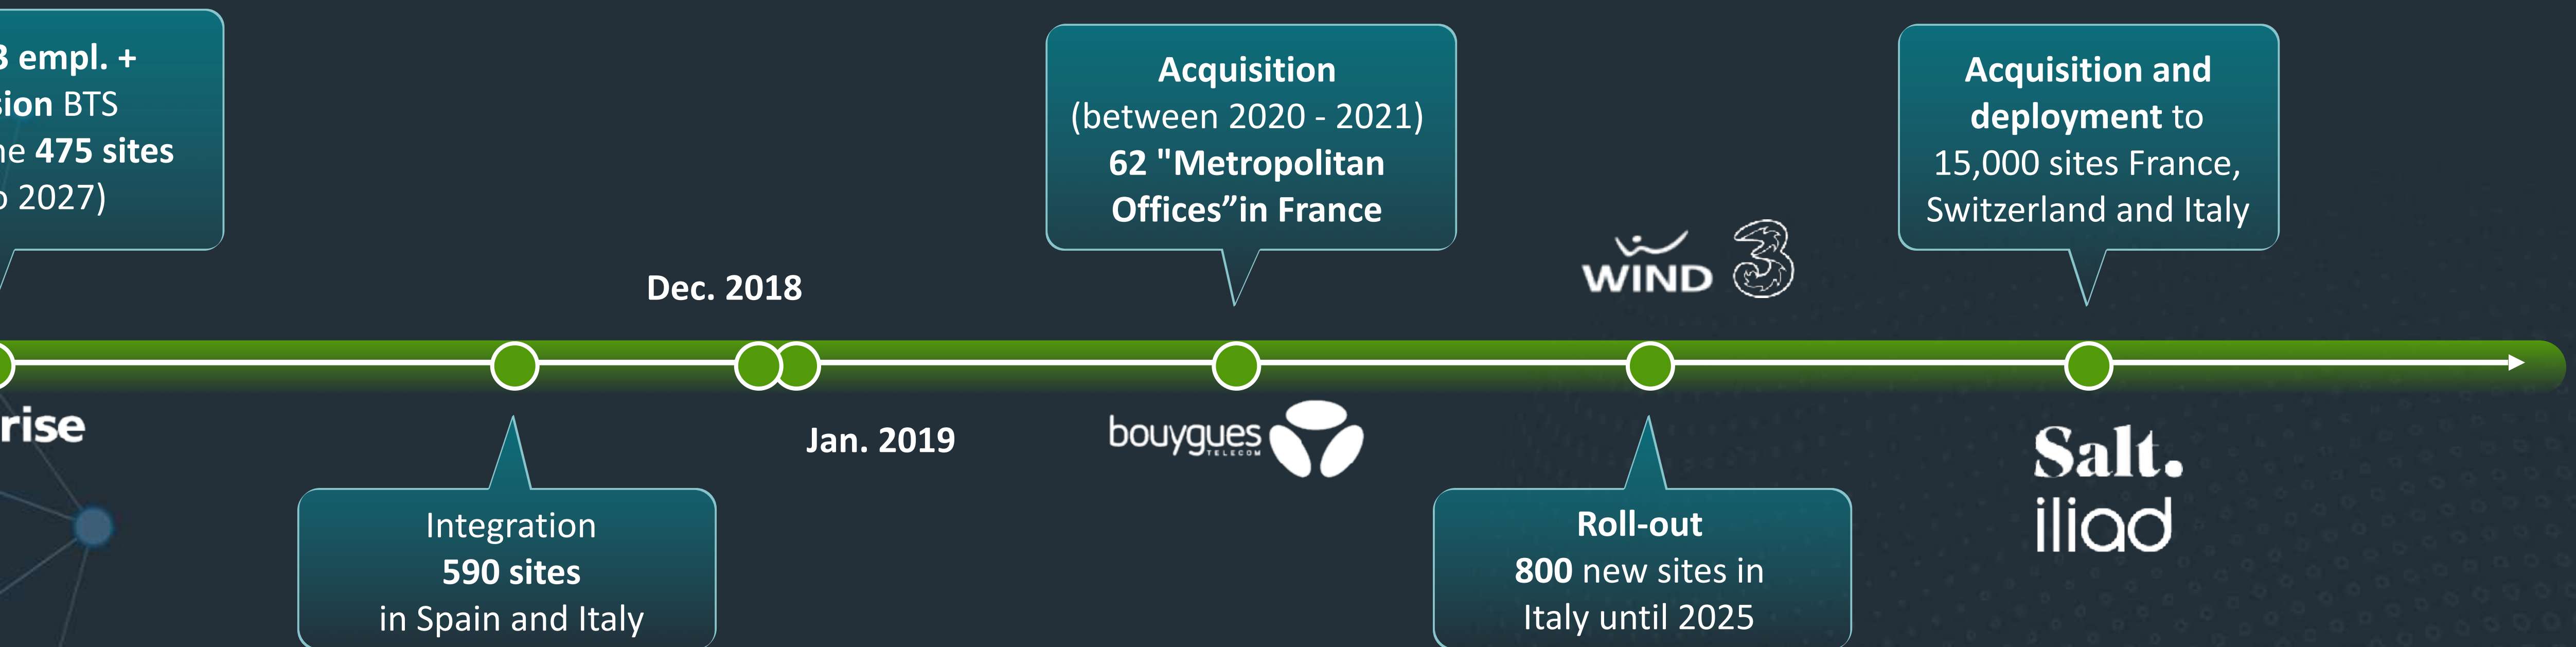 empl. +
BTS
475 sites
2027)
Integration
590 sites
in Spain and Italy
Dec. 2018
Jan. 2019
Acquisition
(between 2020 - 2021)
62 "Metropolitan
Offices”in France
bouygues
TELECOM
WIND 3
Roll-out
800 new sites in
Italy until 2025
Acquisition and
deployment to
15,000 sites France,
Switzerland and Italy
Salt.
iliad